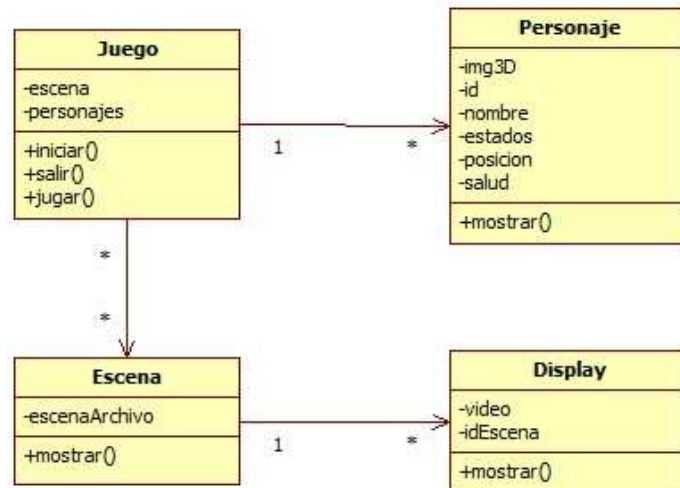 Juego
-escena
-personajes
+iniciar()
+salir()
+jugar()
1
*
Personaje
-img3D
-id
-nombre
-estados
-posicion
-salud
+mostrar()
*
*
Escena
-escenaArchivo
+mostrar()
1
*
Display
-video
-idEscena
+mostrar()